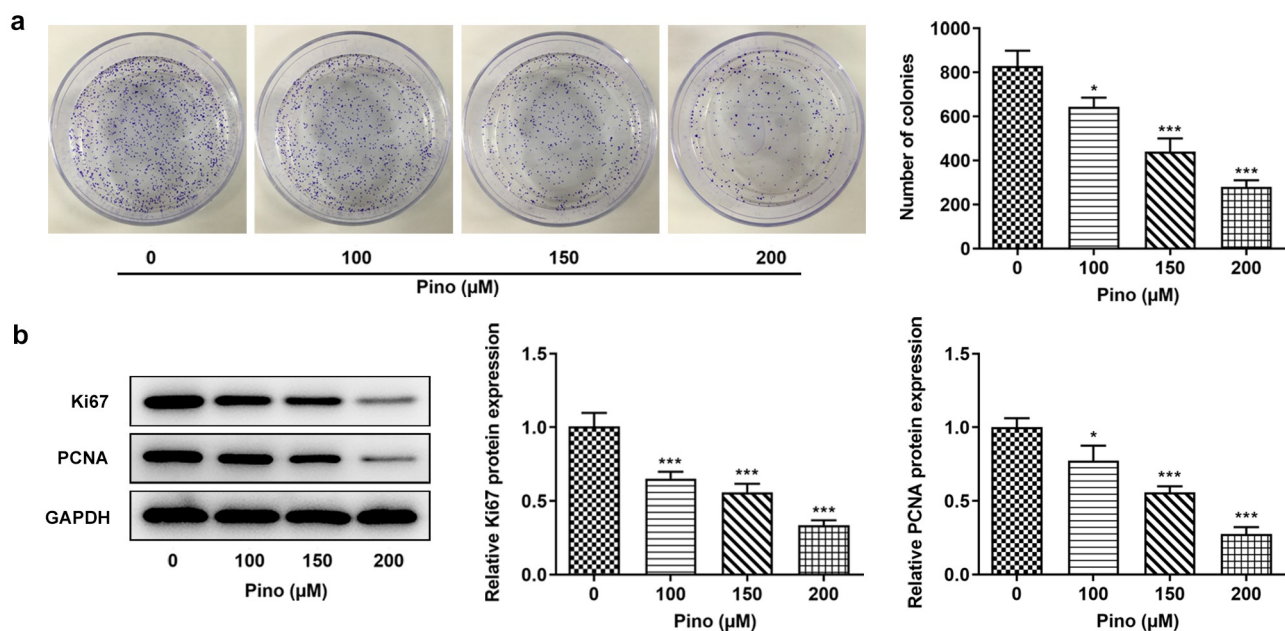 a
0 100 150 200
Pino (µM)
Number of colonies
1000
800
600
400
200
0
* *** ***
0 100 150 200
Pino (µM)
b
Ki67
PCNA
GAPDH
0 100 150 200
Pino (µM)
Relative Ki67 protein expression
1.5
1.0
0.5
0.0
*** *** ***
0 100 150 200
Pino (µM)
Relative PCNA protein expression
1.5
1.0
0.5
0.0
* *** ***
0 100 150 200
Pino (µM)